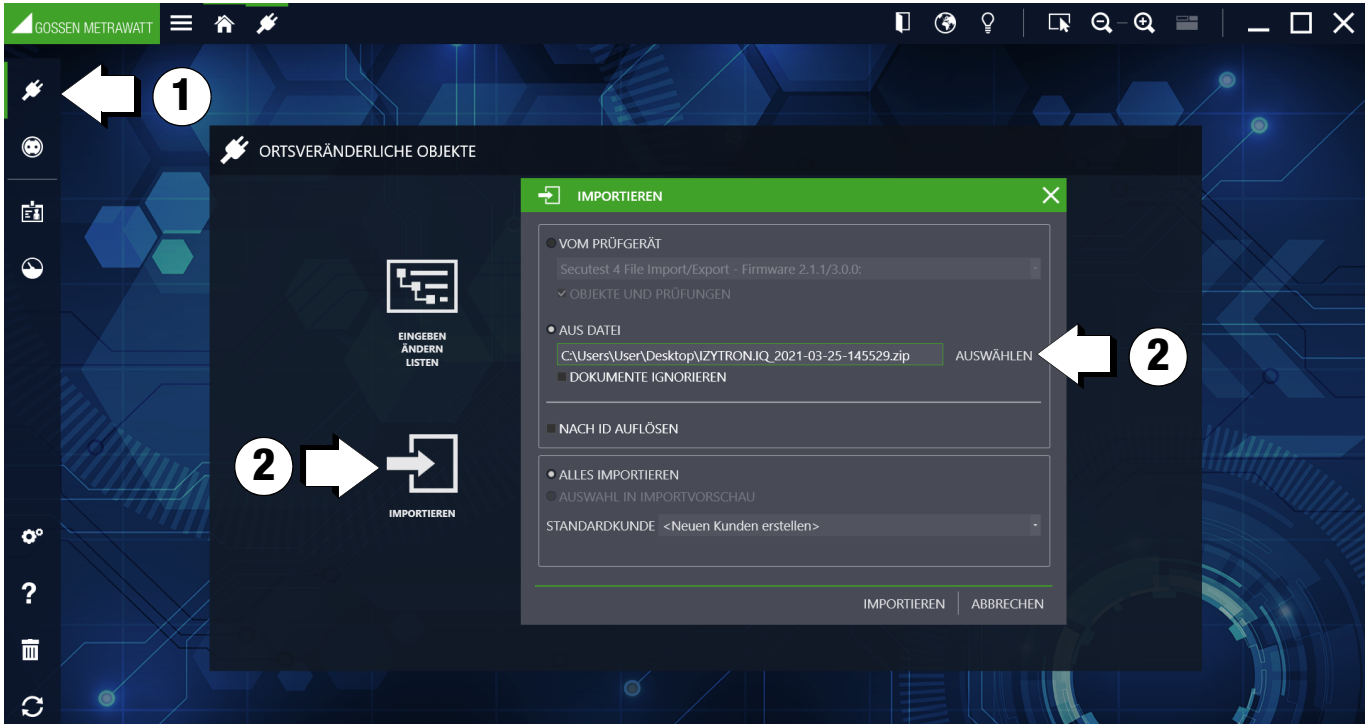 GOSSEN METRAWATT
1
ORTSVERÄNDERLICHE OBJEKTE
EINGEBEN
ÄNDERN
LISTEN
2
IMPORTIEREN
IMPORTIEREN
VOM PRÜFGERÄT
Secutest 4 File Import/Export - Firmware 2.1.1/3.0.0:
OBJEKTE UND PRÜFUNGEN
AUS DATEI
C:\Users\User\Desktop\IZYTRON.IQ_2021-03-25-145529.zip
AUSWÄHLEN
2
DOKUMENTE IGNORIEREN
NACH ID AUFLÖSEN
ALLES IMPORTIEREN
AUSWAHL IN IMPORTVORSCHAU
STANDARDKUNDE <Neuen Kunden erstellen>
IMPORTIEREN
ABBRECHEN
?